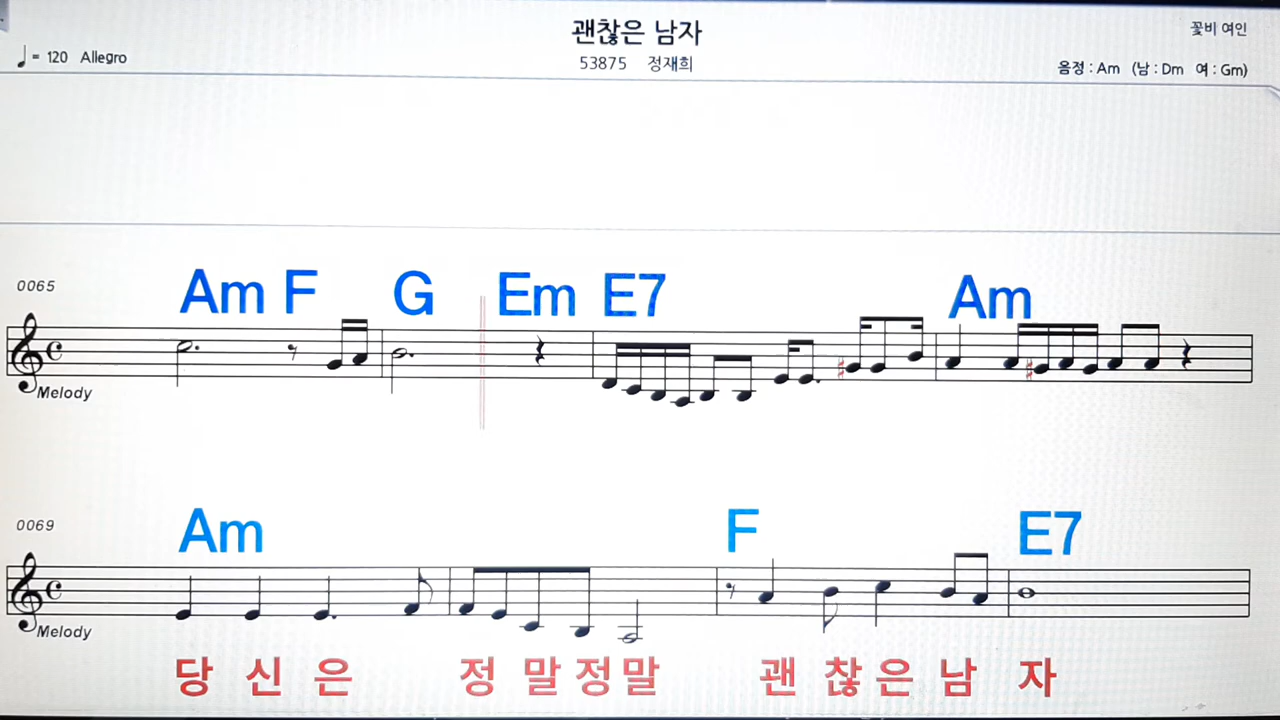 괜찮은 남자
꽃비 여인
♩= 120 Allegro
53875 정재희
음정 : Am (남 : Dm 여 : Gm)
0065
Am F G Em E7 Am
Melody
0069
Am F E7
Melody
당 신 은 정 말 정 말 괜 찮 은 남 자